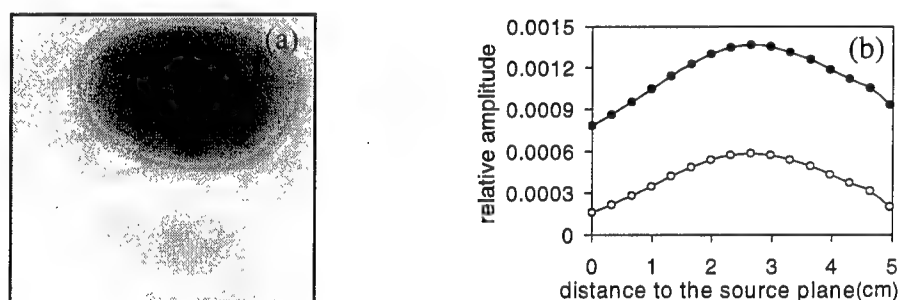 (a)
(b)
relative amplitude
0.0015
0.0012
0.0009
0.0006
0.0003
0
0 1 2 3 4 5
distance to the source plane(cm)